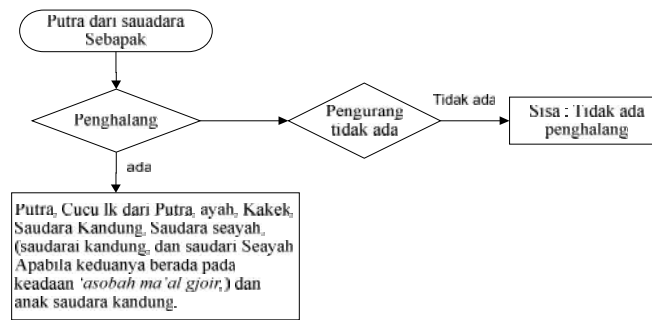 Putra dari sauadara
Sebapak
Penghalang
Pengurang
tidak ada
Tidak ada
Sisa : Tidak ada
penghalang
ada
Putra, Cucu lk dari Putra, ayah, Kakek,
Saudara Kandung, Saudara seayah,
(saudarai kandung, dan saudari Seayah
Apabila keduanya berada pada
keadaan ‘asobah ma’al gjoir,) dan
anak saudara kandung.